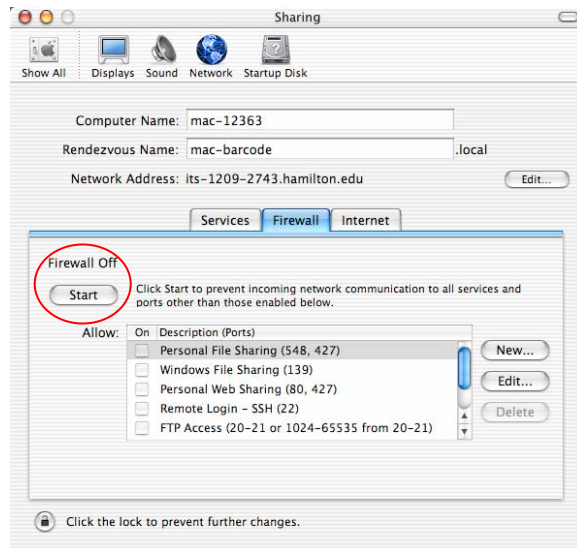 Sharing
Show All Displays Sound Network Startup Disk
Computer Name: mac-12363
Rendezvous Name: mac-barcode .local
Network Address: its-1209-2743.hamilton.edu Edit...
Services Firewall Internet
Firewall Off
Start Click Start to prevent incoming network communication to all services and
ports other than those enabled below.
Allow: On Description (Ports)
Personal File Sharing (548, 427) New...
Windows File Sharing (139)
Personal Web Sharing (80, 427) Edit...
Remote Login – SSH (22) Delete
FTP Access (20-21 or 1024-65535 from 20-21)
Click the lock to prevent further changes.